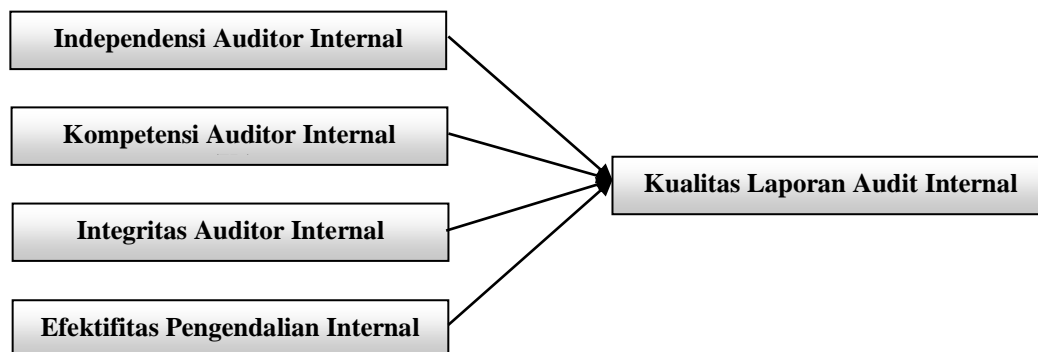 Independensi Auditor Internal
Kompetensi Auditor Internal
Kualitas Laporan Audit Internal
Integritas Auditor Internal
Efektifitas Pengendalian Internal